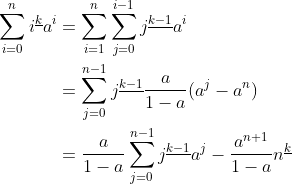 \sum_{i=0}^{n} i^{\underline{k}} a^i = \sum_{i=1}^{n} \sum_{j=0}^{i-1} j^{\underline{k-1}} a^i
= \sum_{j=0}^{n-1} j^{\underline{k-1}} \frac{a}{1-a} (a^j - a^n)
= \frac{a}{1-a} \sum_{j=0}^{n-1} j^{\underline{k-1}} a^j - \frac{a^{n+1}}{1-a} n^{\underline{k}}